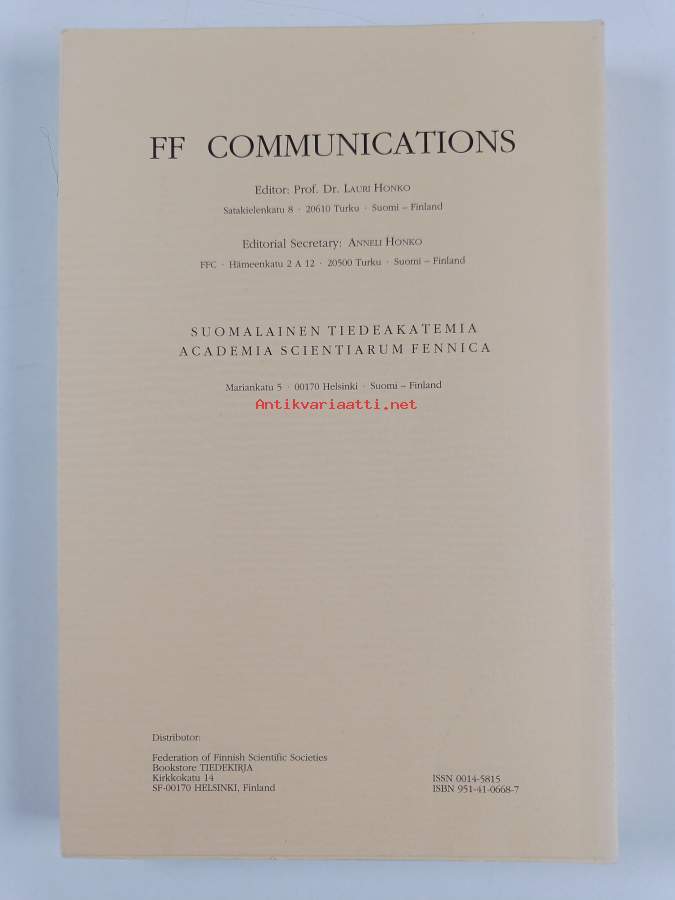 FF COMMUNICATIONS
Editor: Prof. Dr. LAURI HONKO
Satakielenkatu 8 · 20610 Turku · Suomi – Finland
Editorial Secretary: ANNELI HONKO
FFC · Hämeenkatu 2 A 12 · 20500 Turku · Suomi – Finland
SUOMALAINEN TIEDEAKATEMIA
ACADEMIA SCIENTIARUM FENNICA
Mariankatu 5 · 00170 Helsinki · Suomi – Finland
Antikvariaatti.net
Distributor:
Federation of Finnish Scientific Societies
Bookstore TIEDEKIRJA
Kirkkokatu 14
SF-00170 HELSINKI, Finland
ISSN 0014-5815
ISBN 951-41-0668-7